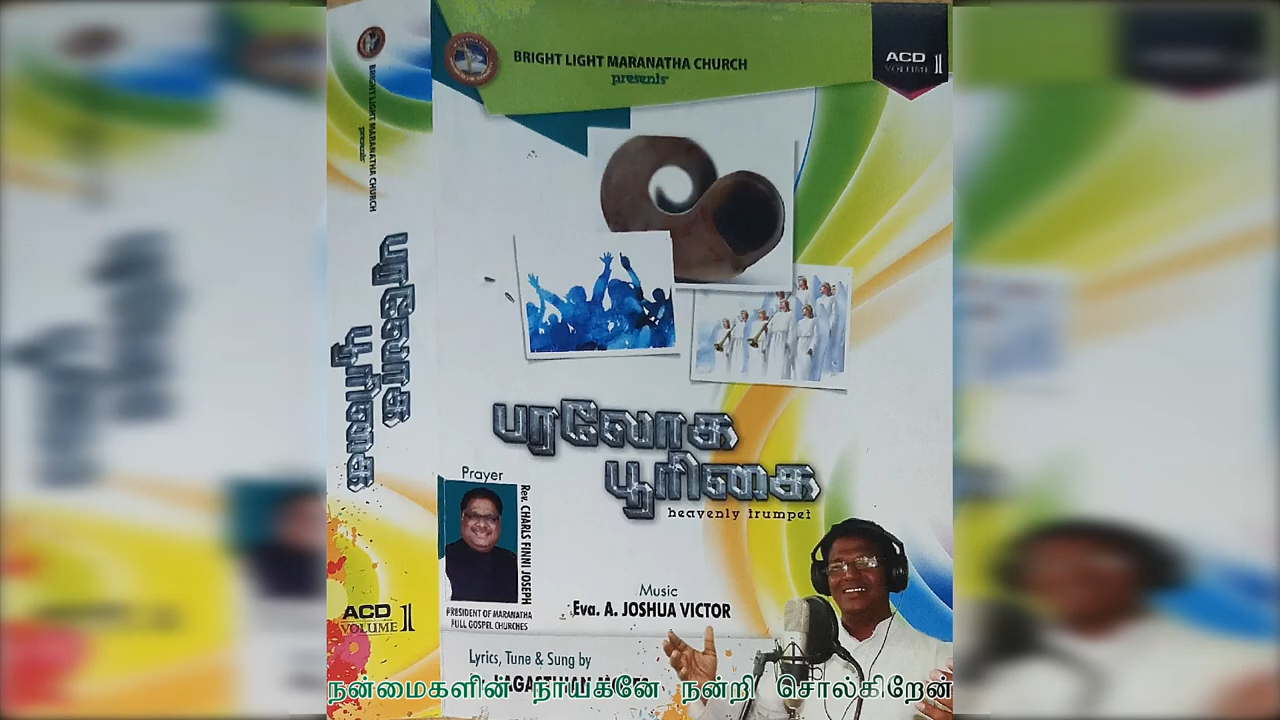 BRIGHT LIGHT MARANATHA CHURCH
presents
ACD
VOLUME 1
BRIGHT LIGHT MARANATHA CHURCH
presents
பரலோக
பூரிகை
பரலோக
பூரிகை
heavenly trumpet
Prayer
Rev. CHARLS FINNI JOSEPH
PRESIDENT OF MARANATHA
FULL GOSPEL CHURCHES
Music
Eva. A. JOSHUA VICTOR
ACD
VOLUME 1
Lyrics, Tune & Sung by
நன்மைகளின் நாயகனே நன்றி சொல்கிறேன்